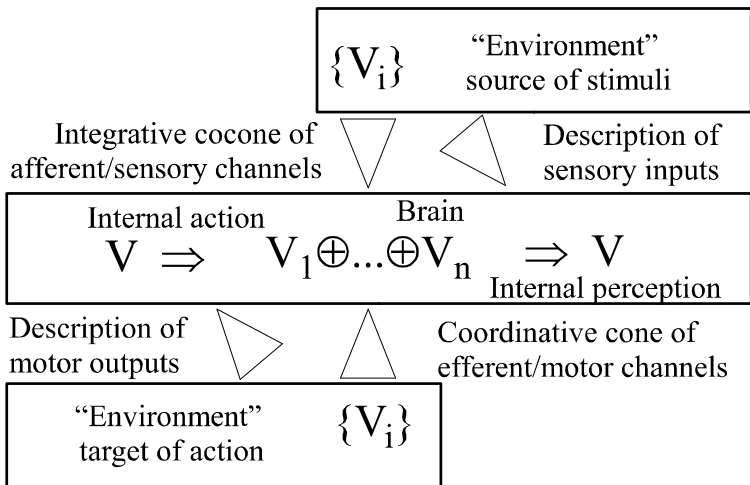 “Environment”
{Vᵢ} source of stimuli
Integrative cocone of
afferent/sensory channels
Description of
sensory inputs
Internal action
Brain
V ⇒ V₁⊕...⊕Vₙ ⇒ V
Internal perception
Description of
motor outputs
Coordinative cone of
efferent/motor channels
“Environment”
target of action
{Vᵢ}